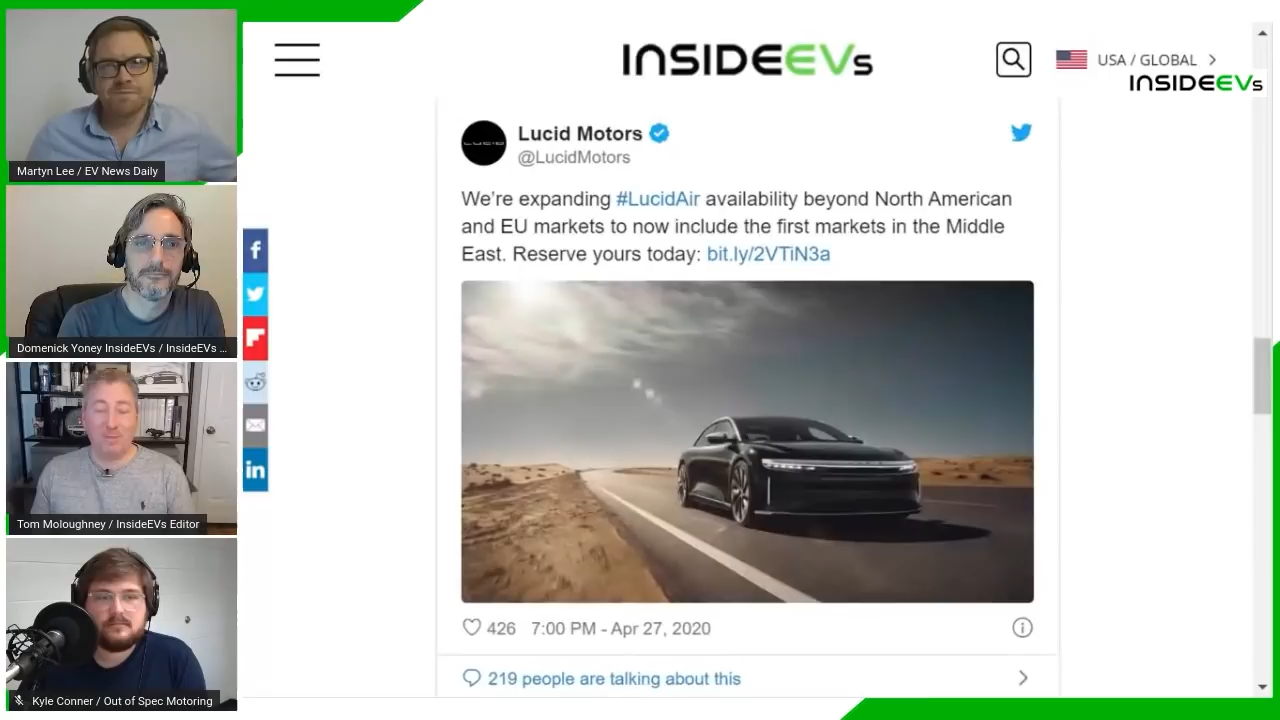 Martyn Lee / EV News Daily
Domenick Yoney InsideEVs / InsideEVs ...
Tom Moloughney / InsideEVs Editor
Kyle Conner / Out of Spec Motoring
INSIDEEVs
USA / GLOBAL
INSIDEEVs
LUCID
Lucid Motors
@LucidMotors
We're expanding #LucidAir availability beyond North American
and EU markets to now include the first markets in the Middle
East. Reserve yours today: bit.ly/2VTiN3a
426 7:00 PM - Apr 27, 2020
219 people are talking about this